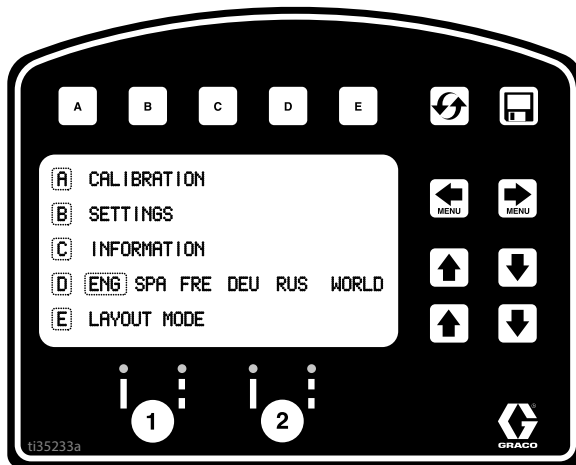 A B C D E
A CALIBRATION
B SETTINGS
C INFORMATION
D ENG SPA FRE DEU RUS WORLD
E LAYOUT MODE
MENU MENU
1 2
ti35233a
GRACO
®